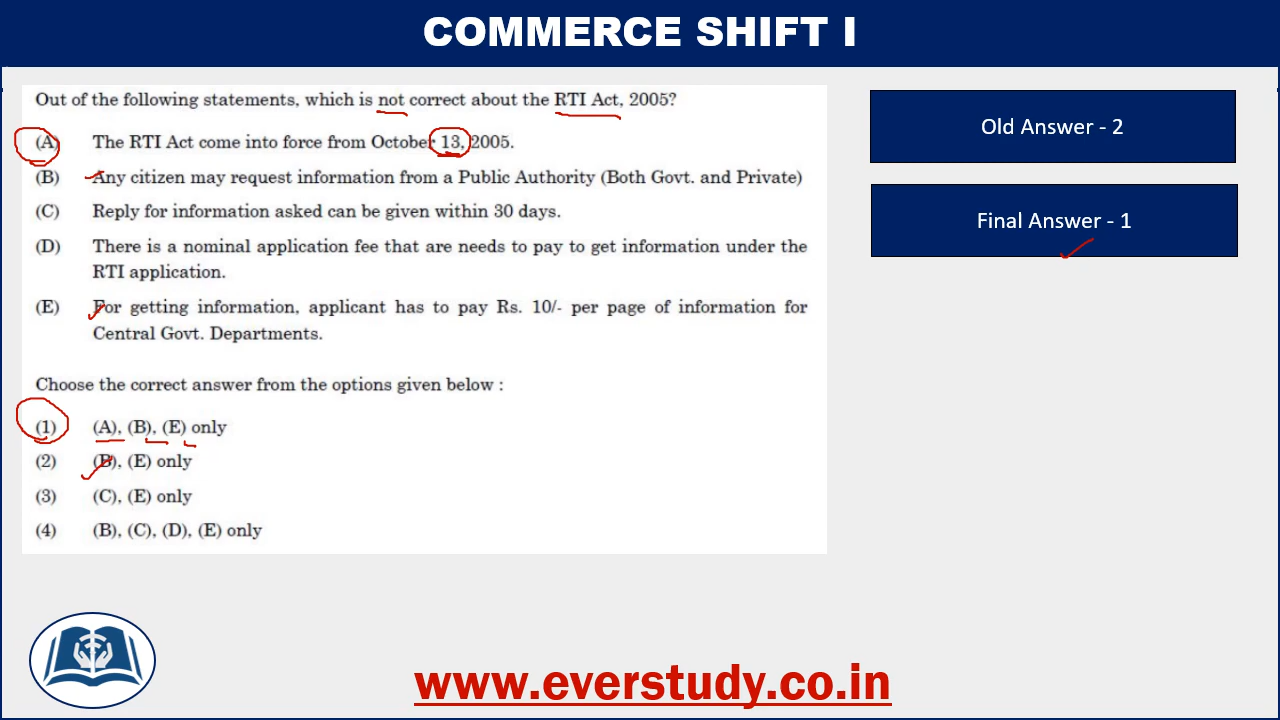 COMMERCE SHIFT I
Out of the following statements, which is not correct about the RTI Act, 2005?
(A) The RTI Act come into force from October 13, 2005.
(B) Any citizen may request information from a Public Authority (Both Govt. and Private)
(C) Reply for information asked can be given within 30 days.
(D) There is a nominal application fee that are needs to pay to get information under the
RTI application.
(E) For getting information, applicant has to pay Rs. 10/- per page of information for
Central Govt. Departments.
Choose the correct answer from the options given below :
(1) (A), (B), (E) only
(2) (B), (E) only
(3) (C), (E) only
(4) (B), (C), (D), (E) only
Old Answer - 2
Final Answer - 1
www.everstudy.co.in